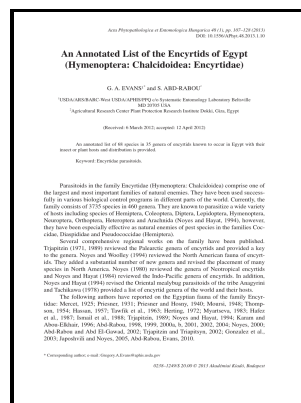 Acta Phytopathologica et Entomologica Hungarica 48 (1), pp. 107–120 (2013)
DOI: 10.1556/APhyt.48.2013.1.10
An Annotated List of the Encyrtids of Egypt
(Hymenoptera: Chalcidoidea: Encyrtidae)
G. A. EVANS¹* and S. ABD-RABOU²
¹USDA/ARS/BARC-West USDA/APHIS/PPQ c/o Systematic Entomology Laboratory Beltsville
MD 20705 USA
²Agricultural Research Center Plant Protection Research Institute Dokki, Giza, Egypt
(Received: 6 March 2012; accepted: 12 April 2012)
An annotated list of 68 species in 35 genera of encyrtids known to occur in Egypt with their
insect or plant hosts and distribution is provided.
Keyword: Encyrtidae parasitoids.
Parasitoids in the family Encyrtidae (Hymenoptera: Chalcidoidea) comprise one of
the largest and most important families of natural enemies. They have been used success-
fully in various biological control programs in different parts of the world. Currently, the
family consists of 3735 species in 460 genera. They are known to parasitize a wide variety
of hosts including species of Hemiptera, Coleoptera, Diptera, Lepidoptera, Hymenoptera,
Neuroptera, Orthoptera, Heteroptera and Arachnida (Noyes and Hayat, 1994), however,
they have been especially effective as natural enemies of pest species in the families Coc-
cidae, Diaspididae and Pseudococcidae (Hemiptera).
Several comprehensive regional works on the family have been published.
Trjapitzin (1971, 1989) reviewed the Palearctic genera of encyrtids and provided a key
to the genera. Noyes and Woolley (1994) reviewed the North American fauna of encyrt-
ids. They added a substantial number of new genera and revised the placement of many
species in North America. Noyes (1980) reviewed the genera of Neotropical encyrtids
and Noyes and Hayat (1984) reviewed the Indo-Pacific genera of encyrtids. In addition,
Noyes and Hayat (1994) revised the Oriental mealybug parasitoids of the tribe Anagyrini
and Tachikawa (1978) provided a list of encyrtid genera of the world and their hosts.
The following authors have reported on the Egyptian fauna of the family Encyr-
tidae: Mercet, 1925; Priesner, 1931; Priesner and Hosny, 1940; Moursi, 1948; Thomp-
son, 1954; Hassan, 1957; Tawfik et al., 1963; Herting, 1972; Myartseva, 1983; Hafez
et al., 1987; Ismail et al., 1988; Trjapitzin, 1989; Noyes and Hayat, 1994; Karam and
Abou-Elkhair, 1996; Abd-Rabou, 1998, 1999, 2000a, b, 2001, 2002, 2004; Noyes, 2000;
Abd-Rabou and Abd El-Gawad, 2002; Trjapitzin and Triapitsyn, 2002; Gonzalez et al.,
2003; Japoshvili and Noyes, 2005, Abd-Rabou, Evans, 2010.
* Corresponding author; e-mail: Gregory.A.Evans@aphis.usda.gov
0238–1249/$ 20.00 © 2013 Akadémiai Kiadó, Budapest